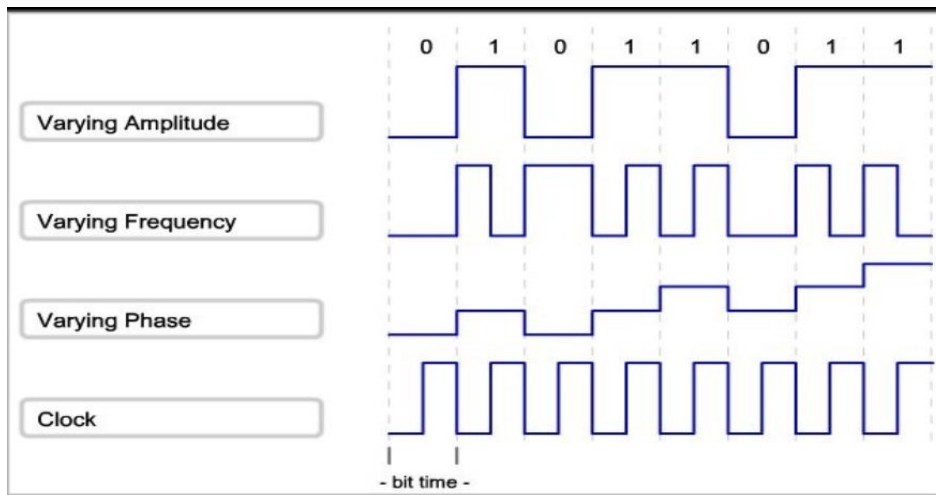 0 1 0 1 1 0 1 1
Varying Amplitude
Varying Frequency
Varying Phase
Clock
- bit time -